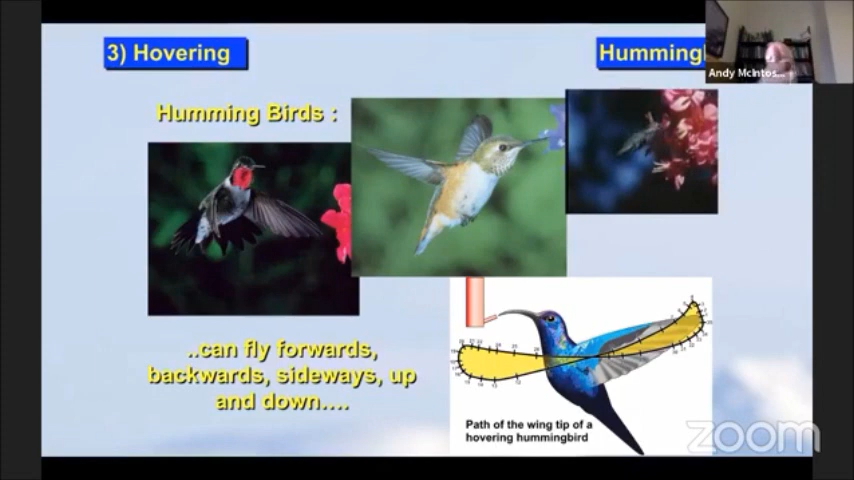 3) Hovering
Andy McIntos...
Humming Birds :
..can fly forwards,
backwards, sideways, up
and down....
Path of the wing tip of a
hovering hummingbird
zoom